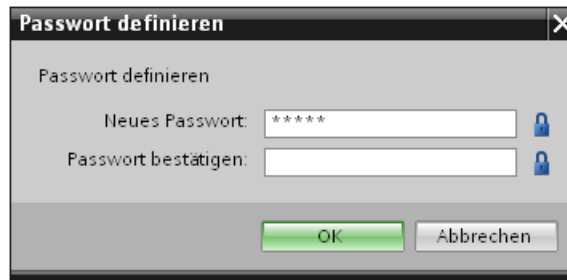 Passwort definieren
Passwort definieren
Neues Passwort: *****
Passwort bestätigen:
OK Abbrechen